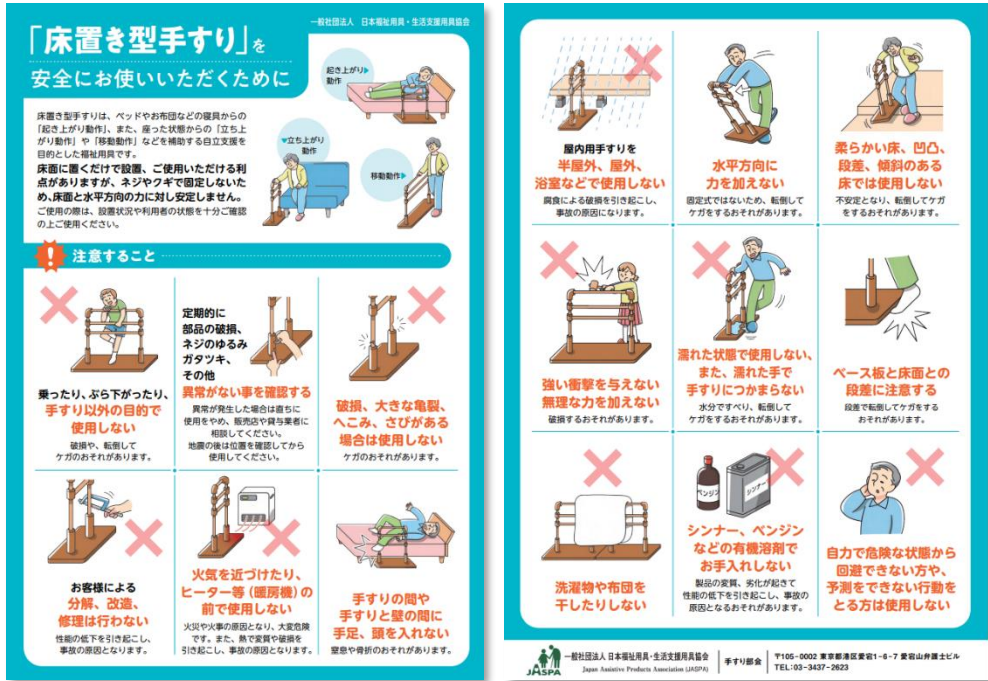 一般社団法人 日本福祉用具・生活支援用具協会
「床置き型手すり」を
安全にお使いいただくために
起き上がり▶
動作
床置き型手すりは、ベッドやお布団などの寝具からの
「起き上がり動作」、また、座った状態からの「立ち上
がり動作」や「移動動作」などを補助する自立支援を
目的とした福祉用具です。
床面に置くだけで設置、ご使用いただける利
点がありますが、ネジやクギで固定しないた
め、床面と水平方向の力に対し安定しません。
ご使用の際は、設置状況や利用者の状態を十分ご確認
の上ご使用ください。
▼立ち上がり
動作
移動動作▶
! 注意すること
乗ったり、ぶら下がったり、
手すり以外の目的で
使用しない
破損や、転倒して
ケガのおそれがあります。
定期的に
部品の破損、
ネジのゆるみ
ガタツキ、
その他
異常がない事を確認する
異常が発生した場合は直ちに
使用をやめ、販売店や貸与業者に
相談してください。
地震の後は位置を確認してから
使用してください。
破損、大きな亀裂、
へこみ、さびがある
場合は使用しない
ケガのおそれがあります。
お客様による
分解、改造、
修理は行わない
性能の低下を引き起こし、
事故の原因となります。
火気を近づけたり、
ヒーター等(暖房機)の
前で使用しない
火災や火事の原因となり、大変危険
です。また、熱で変質や破損を
引き起こし、事故の原因となります。
手すりの間や
手すりと壁の間に
手足、頭を入れない
窒息や骨折のおそれがあります。
屋内用手すりを
半屋外、屋外、
浴室などで使用しない
腐食による破損を引き起こし、
事故の原因になります。
水平方向に
力を加えない
固定式ではないため、転倒して
ケガをするおそれがあります。
柔らかい床、凹凸、
段差、傾斜のある
床では使用しない
不安定となり、転倒してケガ
をするおそれがあります。
強い衝撃を与えない
無理な力を加えない
破損するおそれがあります。
濡れた状態で使用しない、
また、濡れた手で
手すりにつかまらない
水分ですべり、転倒して
ケガをするおそれがあります。
ベース板と床面との
段差に注意する
段差で転倒してケガをする
おそれがあります。
洗濯物や布団を
干したりしない
ベンジン
シンナー
シンナー、ベンジン
などの有機溶剤で
お手入れしない
製品の変質、劣化が起きて
性能の低下を引き起こし、事故の
原因となるおそれがあります。
自力で危険な状態から
回避できない方や、
予測をできない行動を
とる方は使用しない
JASPA
一般社団法人 日本福祉用具・生活支援用具協会
Japan Assistive Products Association (JASPA)
手すり部会
〒105-0002 東京都港区愛宕1-6-7 愛宕山弁護士ビル
TEL:03-3437-2623